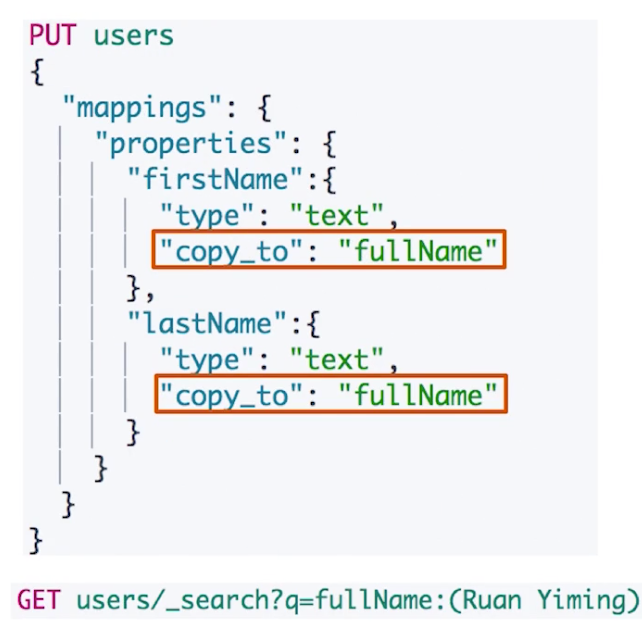 PUT users
{
"mappings": {
"properties": {
"firstName":{
"type": "text",
"copy_to": "fullName"
},
"lastName":{
"type": "text",
"copy_to": "fullName"
}
}
}
}
GET users/_search?q=fullName:(Ruan Yiming)